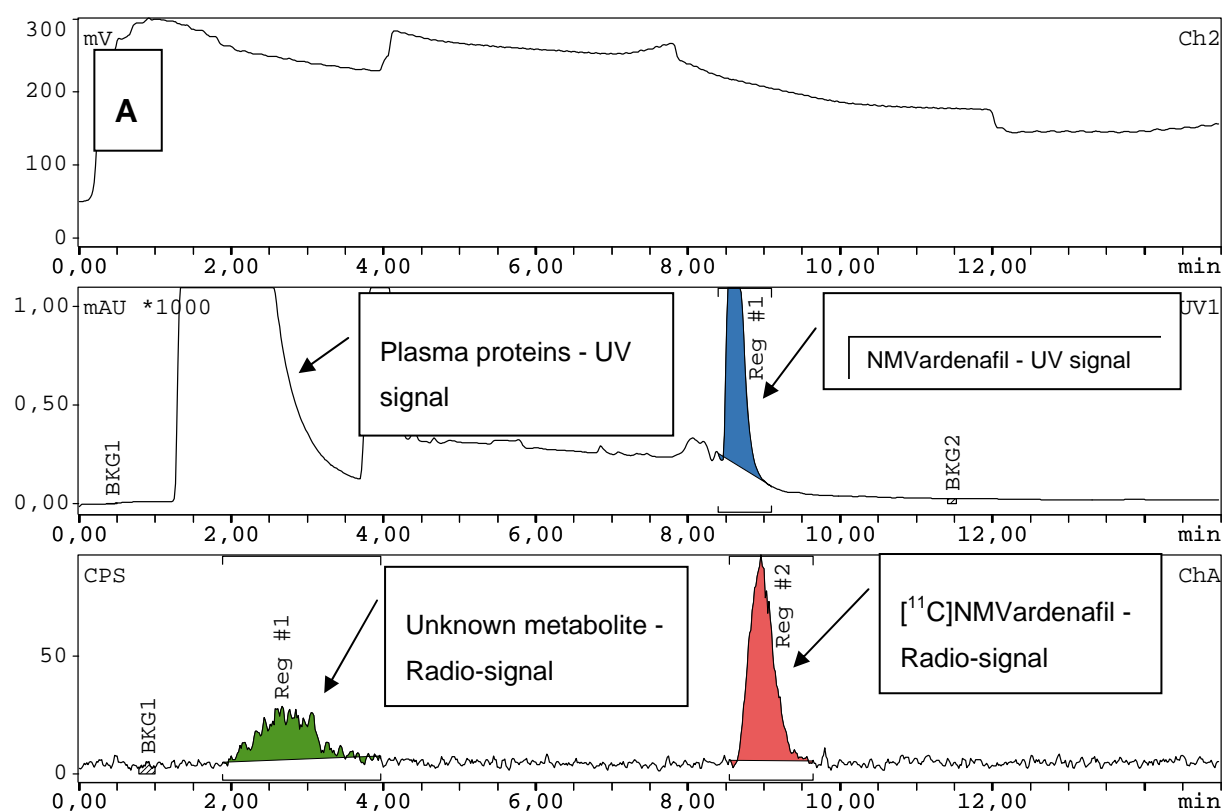 300
mV
Ch2
A
200
100
0
0,00 2,00 4,00 6,00 8,00 10,00 12,00 min
1,00
mAU *1000
UV1
Plasma proteins - UV
signal
Reg #1
NMVardenafil - UV signal
0,50
BKG1
BKG2
0,00
0,00 2,00 4,00 6,00 8,00 10,00 12,00 min
CPS
ChA
Unknown metabolite -
Radio-signal
Reg #2
[¹¹C]NMVardenafil -
Radio-signal
50
Reg #1
BKG1
0
0,00 2,00 4,00 6,00 8,00 10,00 12,00 min